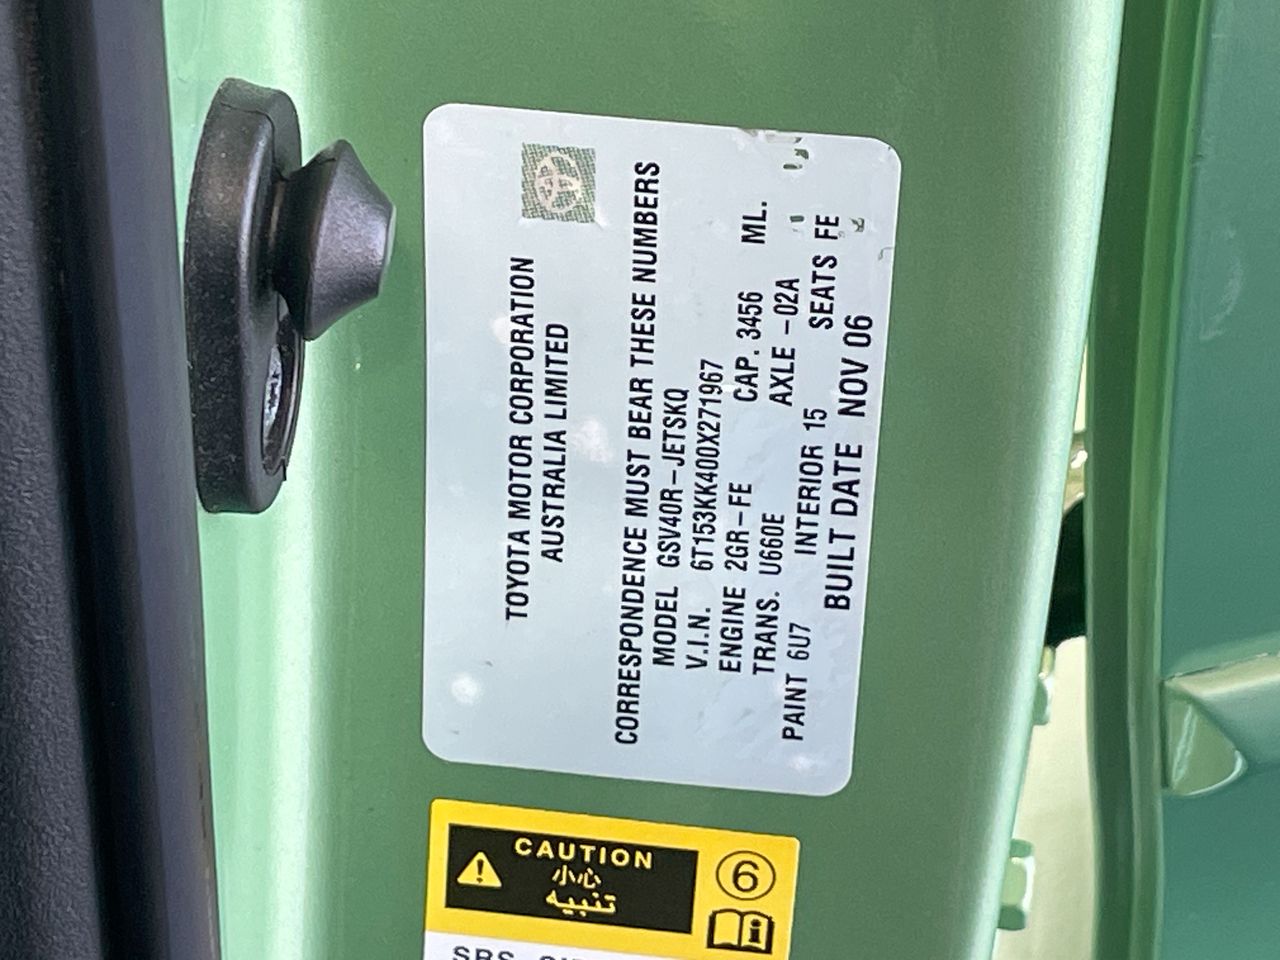 TOYOTA MOTOR CORPORATION
AUSTRALIA LIMITED
CORRESPONDENCE MUST BEAR THESE NUMBERS
MODEL GSV40R-JETSKQ
V.I.N. 6T153KK400X271967
ENGINE 2GR-FE CAP. 3456 ML.
TRANS. U660E AXLE -02A
PAINT 6U7 INTERIOR 15 SEATS FE
BUILT DATE NOV 06
CAUTION
小心
تنبيه
6
i
SRS